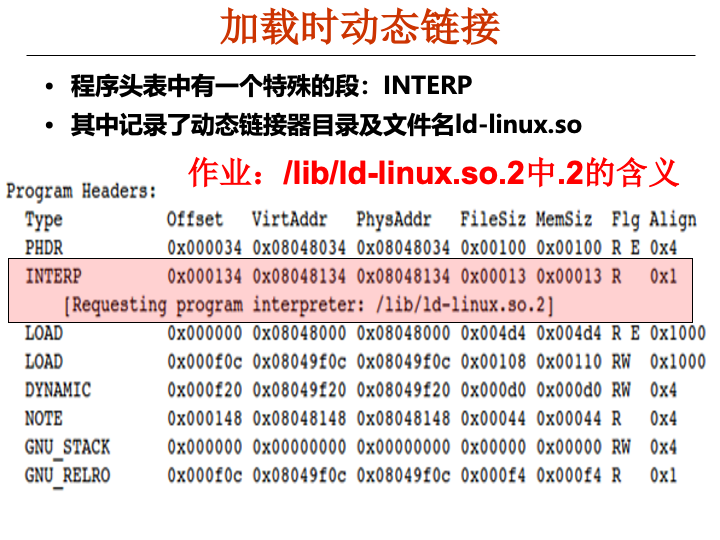 加载时动态链接
• 程序头表中有一个特殊的段：INTERP
• 其中记录了动态链接器目录及文件名ld-linux.so
作业：/lib/ld-linux.so.2中.2的含义
Program Headers:
Type Offset VirtAddr PhysAddr FileSiz MemSiz Flg Align
PHDR 0x000034 0x08048034 0x08048034 0x00100 0x00100 R E 0x4
INTERP 0x000134 0x08048134 0x08048134 0x00013 0x00013 R 0x1
[Requesting program interpreter: /lib/ld-linux.so.2]
LOAD 0x000000 0x08048000 0x08048000 0x004d4 0x004d4 R E 0x1000
LOAD 0x000f0c 0x08049f0c 0x08049f0c 0x00108 0x00110 RW 0x1000
DYNAMIC 0x000f20 0x08049f20 0x08049f20 0x000d0 0x000d0 RW 0x4
NOTE 0x000148 0x08048148 0x08048148 0x00044 0x00044 R 0x4
GNU_STACK 0x000000 0x00000000 0x00000000 0x00000 0x00000 RW 0x4
GNU_RELRO 0x000f0c 0x08049f0c 0x08049f0c 0x000f4 0x000f4 R 0x1